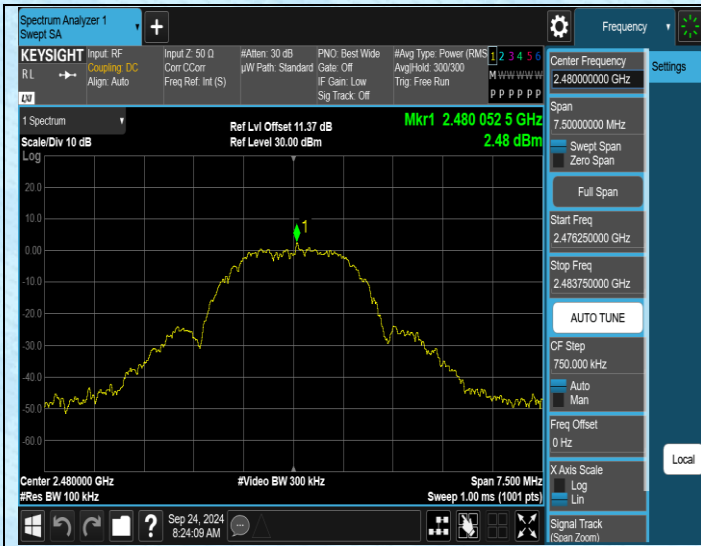 Spectrum Analyzer 1
Swept SA
+
Frequency
KEYSIGHT
RL
LXI
Input: RF
Coupling: DC
Align: Auto
Input Z: 50 Ω
Corr CCorr
Freq Ref: Int (S)
#Atten: 30 dB
µW Path: Standard
PNO: Best Wide
Gate: Off
IF Gain: Low
Sig Track: Off
#Avg Type: Power (RMS
Avg|Hold: 300/300
Trig: Free Run
1 2 3 4 5 6
M W W W W W
P P P P P P
Center Frequency
2.480000000 GHz
Settings
Span
7.50000000 MHz
Swept Span
Zero Span
Full Span
Start Freq
2.476250000 GHz
Stop Freq
2.483750000 GHz
AUTO TUNE
CF Step
750.000 kHz
Auto
Man
Freq Offset
0 Hz
X Axis Scale
Log
Lin
Local
Signal Track
(Span Zoom)
1 Spectrum
Scale/Div 10 dB
Ref Lvl Offset 11.37 dB
Ref Level 30.00 dBm
Mkr1 2.480 052 5 GHz
2.48 dBm
Log
20.0
10.0
1
0.00
-10.0
-20.0
-30.0
-40.0
-50.0
-60.0
Center 2.480000 GHz
#Video BW 300 kHz
Span 7.500 MHz
#Res BW 100 kHz
Sweep 1.00 ms (1001 pts)
?
Sep 24, 2024
8:24:09 AM